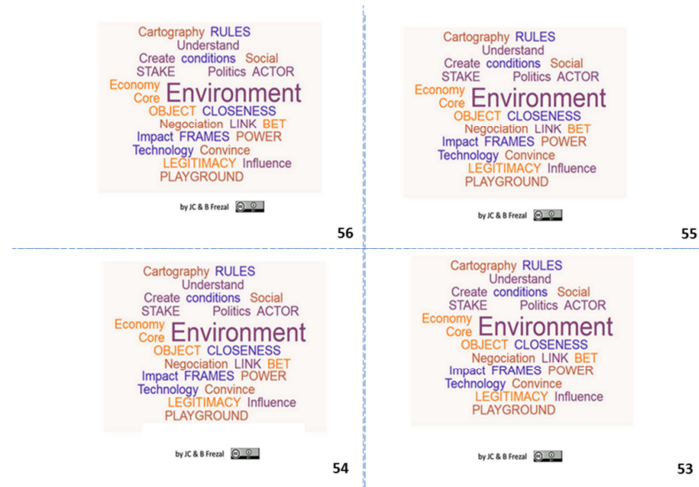 Cartography RULES
Understand
Create conditions Social
STAKE Politics ACTOR
Economy
Core Environment
OBJECT CLOSENESS
Negociation LINK BET
Impact FRAMES POWER
Technology Convince
LEGITIMACY Influence
PLAYGROUND
by JC & B Frezal
56
Cartography RULES
Understand
Create conditions Social
STAKE Politics ACTOR
Economy
Core Environment
OBJECT CLOSENESS
Negociation LINK BET
Impact FRAMES POWER
Technology Convince
LEGITIMACY Influence
PLAYGROUND
by JC & B Frezal
55
Cartography RULES
Understand
Create conditions Social
STAKE Politics ACTOR
Economy
Core Environment
OBJECT CLOSENESS
Negociation LINK BET
Impact FRAMES POWER
Technology Convince
LEGITIMACY Influence
PLAYGROUND
by JC & B Frezal
54
Cartography RULES
Understand
Create conditions Social
STAKE Politics ACTOR
Economy
Core Environment
OBJECT CLOSENESS
Negociation LINK BET
Impact FRAMES POWER
Technology Convince
LEGITIMACY Influence
PLAYGROUND
by JC & B Frezal
53